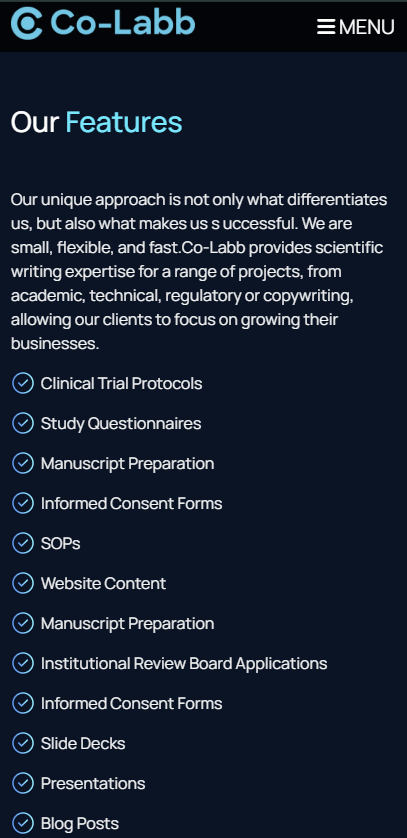 Co-Labb
MENU
Our Features
Our unique approach is not only what differentiates
us, but also what makes us s uccessful. We are
small, flexible, and fast.Co-Labb provides scientific
writing expertise for a range of projects, from
academic, technical, regulatory or copywriting,
allowing our clients to focus on growing their
businesses.
Clinical Trial Protocols
Study Questionnaires
Manuscript Preparation
Informed Consent Forms
SOPs
Website Content
Manuscript Preparation
Institutional Review Board Applications
Informed Consent Forms
Slide Decks
Presentations
Blog Posts